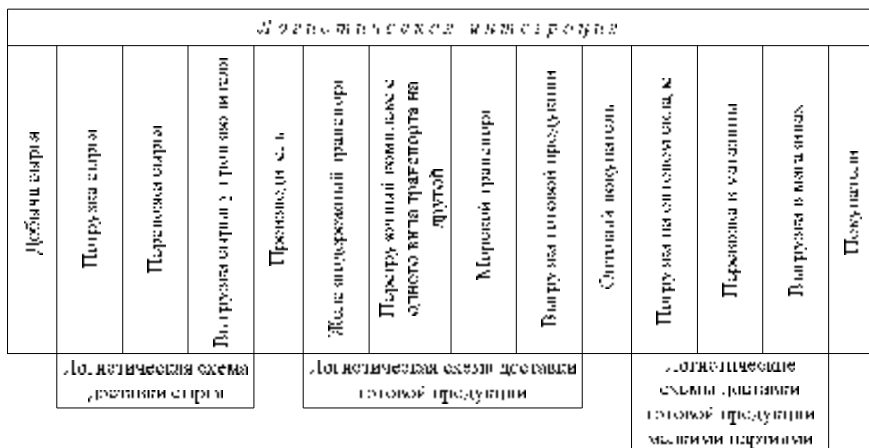 Логистическая интеграция
Добыча сырья
Погрузка сырья
Перевозка сырья
Выгрузка сырья у производителя
Производитель
Железнодорожный транспорт
Перегрузочный комплекс с
одного вида транспорта на
другой
Морской транспорт
Выгрузка готовой продукции
Оптовый покупатель
Погрузка на оптовом складе
Перевозка в магазины
Выгрузка в магазинах
Покупатели
Логистическая схема
доставки сырья
Логистическая схема доставки
готовой продукции
Логистические
схемы доставки
готовой продукции
мелкими партиями